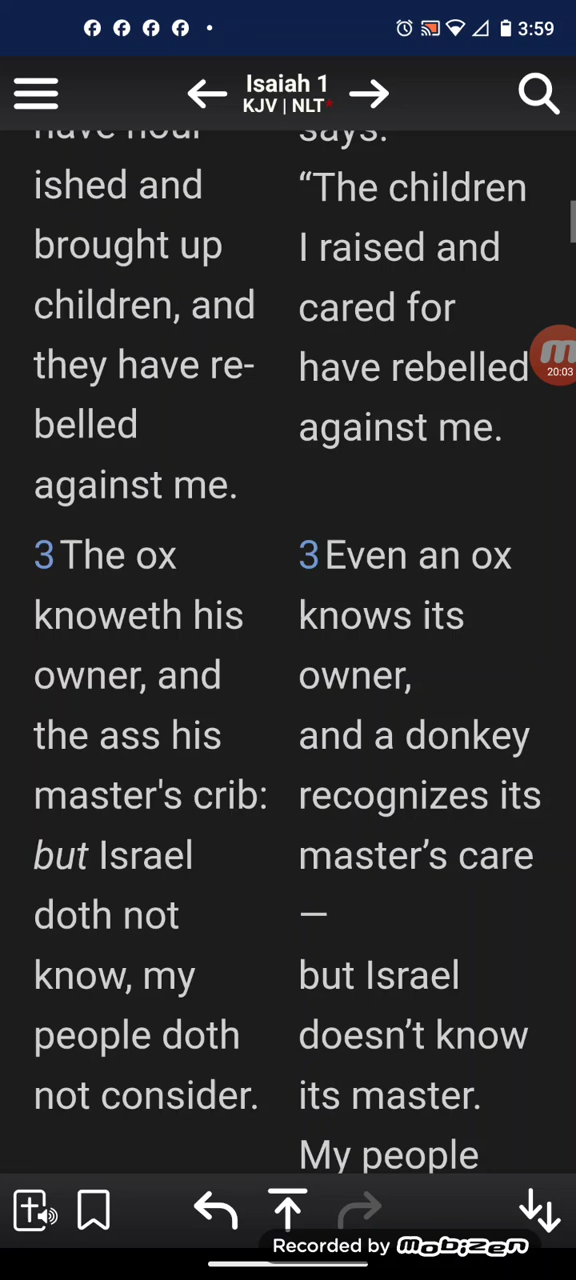 3:59
Isaiah 1
KJV | NLT*
have nour-
ished and
brought up
children, and
they have re-
belled
against me.
3 The ox
knoweth his
owner, and
the ass his
master's crib:
but Israel
doth not
know, my
people doth
not consider.
says:
“The children
I raised and
cared for
have rebelled
against me.
3 Even an ox
knows its
owner,
and a donkey
recognizes its
master’s care
—
but Israel
doesn’t know
its master.
My people
20:03
Recorded by mobizen